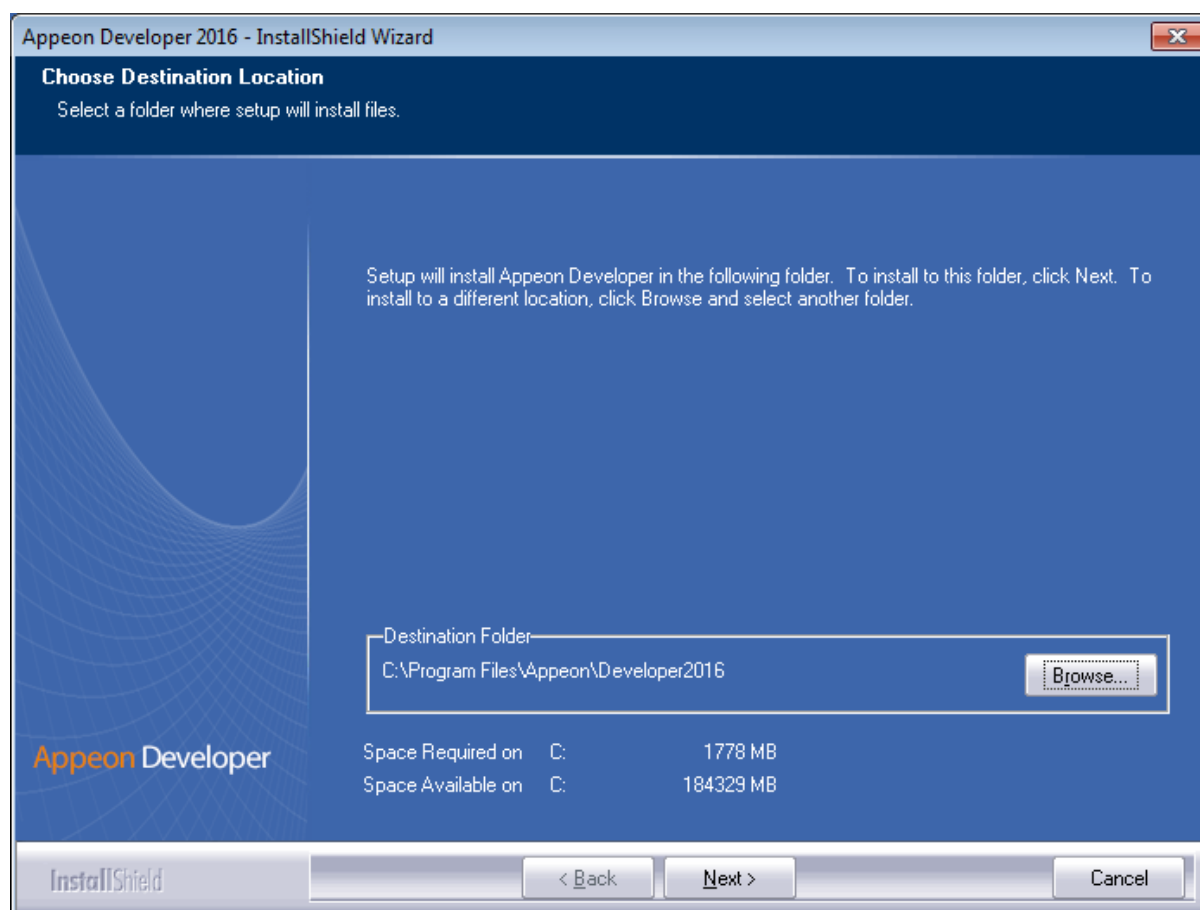 Appeon Developer 2016 - InstallShield Wizard
Choose Destination Location
Select a folder where setup will install files.
Setup will install Appeon Developer in the following folder. To install to this folder, click Next. To
install to a different location, click Browse and select another folder.
Destination Folder
C:\Program Files\Appeon\Developer2016
Browse...
Appeon Developer
Space Required on C: 1778 MB
Space Available on C: 184329 MB
InstallShield
< Back
Next >
Cancel